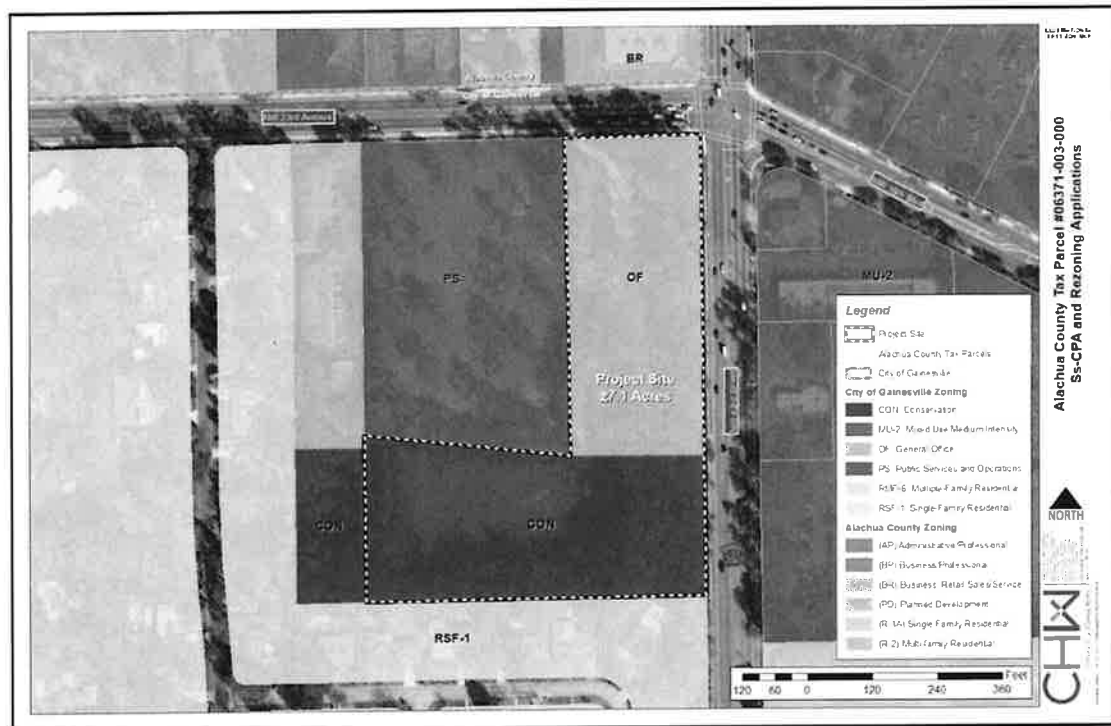 BR
NW 23rd Avenue
PS
OF
MU-2
Project Site
±7.1 Acres
CON
CON
RSF-1
Legend
Project Site
Alachua County Tax Parcels
City of Gainesville
City of Gainesville Zoning
CON: Conservation
MU-2: Mixed Use Medium Intensity
OF: General Office
PS: Public Services and Operations
RMF-6: Multiple-Family Residential
RSF-1: Single-Family Residential
Alachua County Zoning
(AP) Administrative Professional
(BP) Business Professional
(BR) Business, Retail Sales/Service
(PD) Planned Development
(R-1A) Single Family Residential
(R-2) Multi Family Residential
Feet
120 60 0 120 240 360
Alachua County Tax Parcel #06371-003-000
Ss-CPA and Rezoning Applications
NORTH
CHW